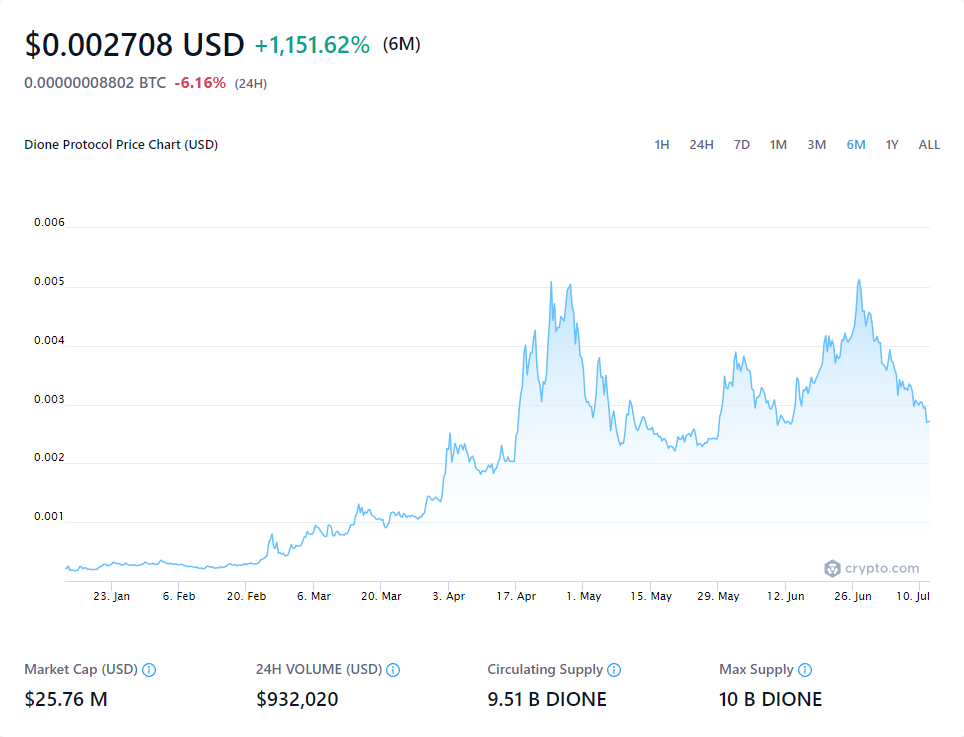 $0.002708 USD +1,151.62% (6M)
0.00000008802 BTC -6.16% (24H)
Dione Protocol Price Chart (USD)
1H 24H 7D 1M 3M 6M 1Y ALL
0.006
0.005
0.004
0.003
0.002
0.001
crypto.com
23. Jan 6. Feb 20. Feb 6. Mar 20. Mar 3. Apr 17. Apr 1. May 15. May 29. May 12. Jun 26. Jun 10. Jul
Market Cap (USD) 24H VOLUME (USD) Circulating Supply Max Supply
$25.76 M $932,020 9.51 B DIONE 10 B DIONE